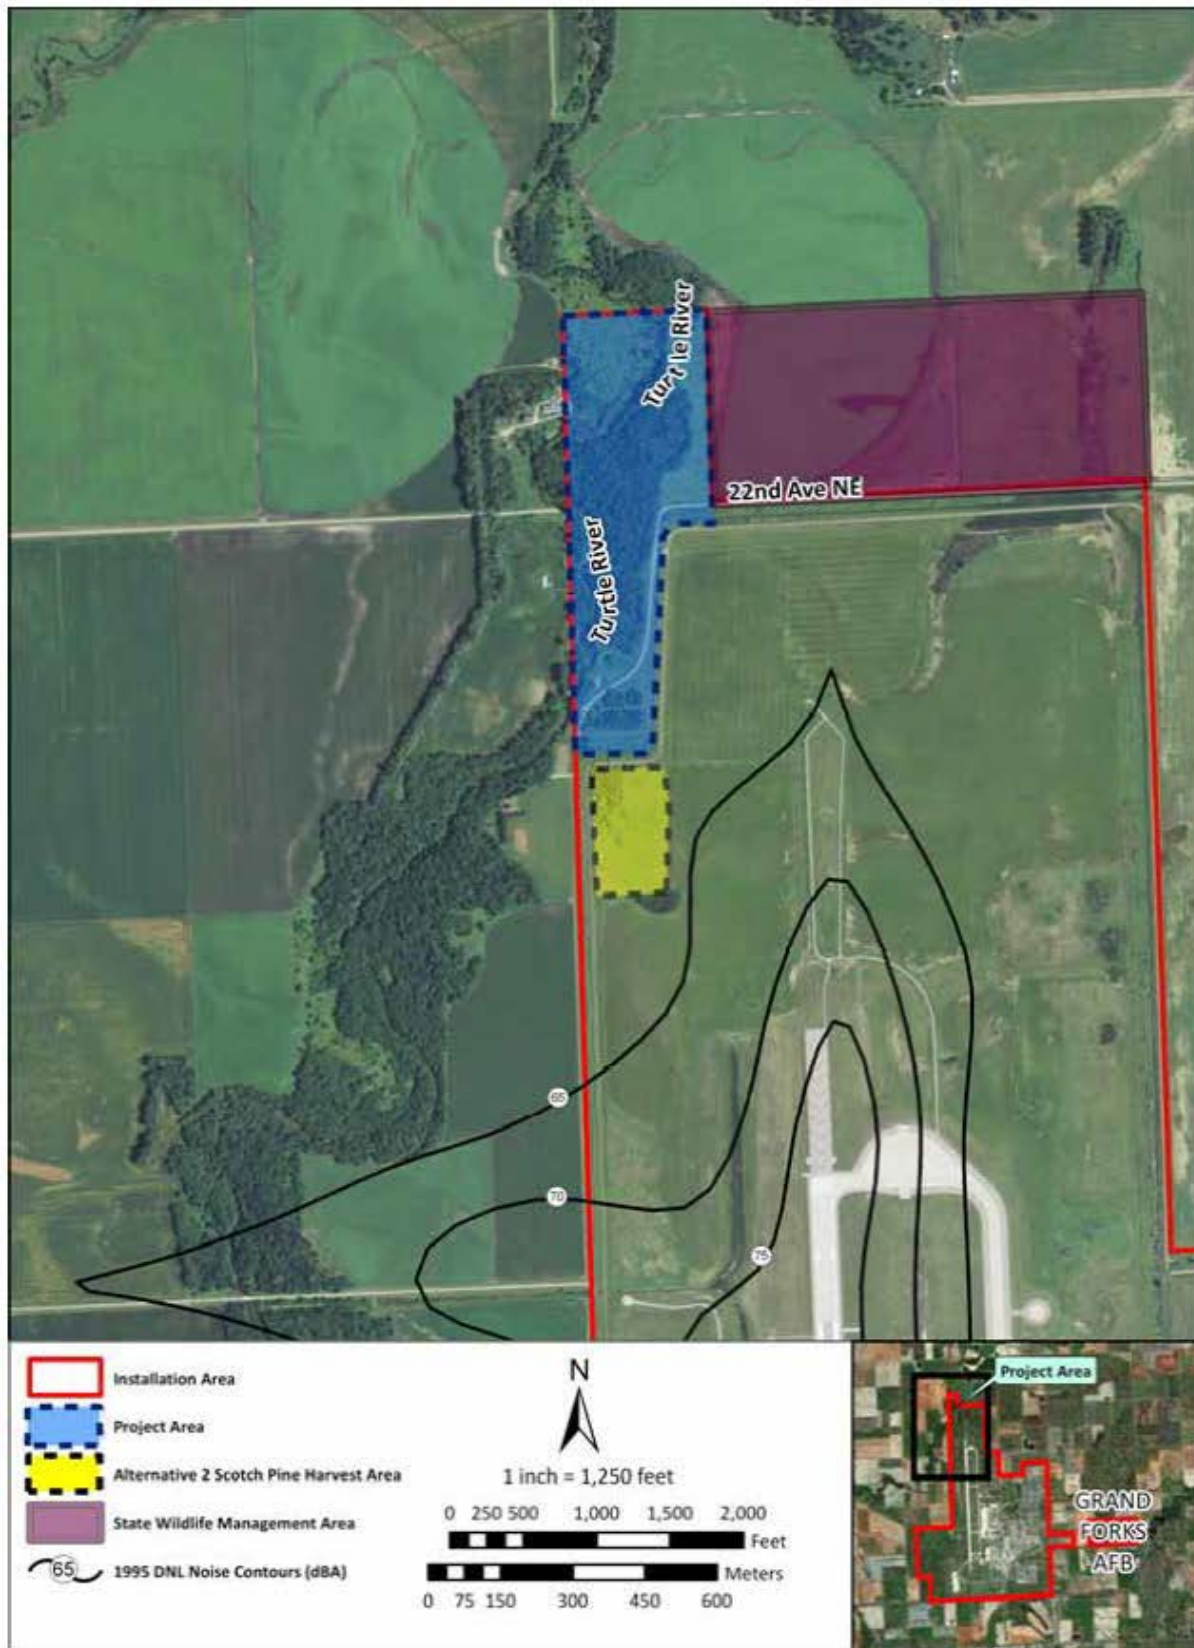 Turtle River
22nd Ave NE
Turtle River
65
70
75
Installation Area
Project Area
Alternative 2 Scotch Pine Harvest Area
State Wildlife Management Area
65 1995 DNL Noise Contours (dBA)
N
1 inch = 1,250 feet
0 250 500 1,000 1,500 2,000
Feet
Meters
0 75 150 300 450 600
Project Area
GRAND
FORKS
AFB